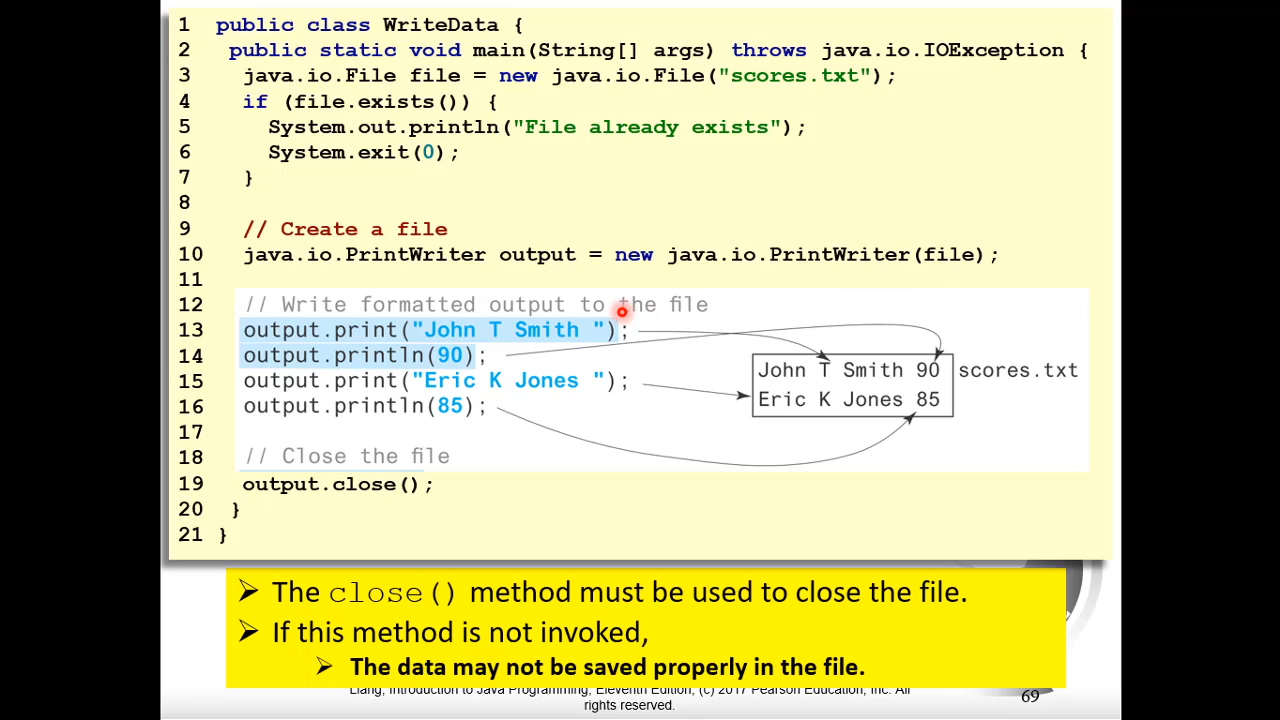 1 public class WriteData {
2 public static void main(String[] args) throws java.io.IOException {
3 java.io.File file = new java.io.File("scores.txt");
4 if (file.exists()) {
5 System.out.println("File already exists");
6 System.exit(0);
7 }
8
9 // Create a file
10 java.io.PrintWriter output = new java.io.PrintWriter(file);
11
12 // Write formatted output to the file
13 output.print("John T Smith ");
14 output.println(90);
15 output.print("Eric K Jones ");
16 output.println(85);
17
18 // Close the file
19 output.close();
20 }
21 }
John T Smith 90 scores.txt
Eric K Jones 85
➢ The close() method must be used to close the file.
➢ If this method is not invoked,
➢ The data may not be saved properly in the file.
Liang, Introduction to Java Programming, Eleventh Edition, (c) 2017 Pearson Education, Inc. All
rights reserved.
69